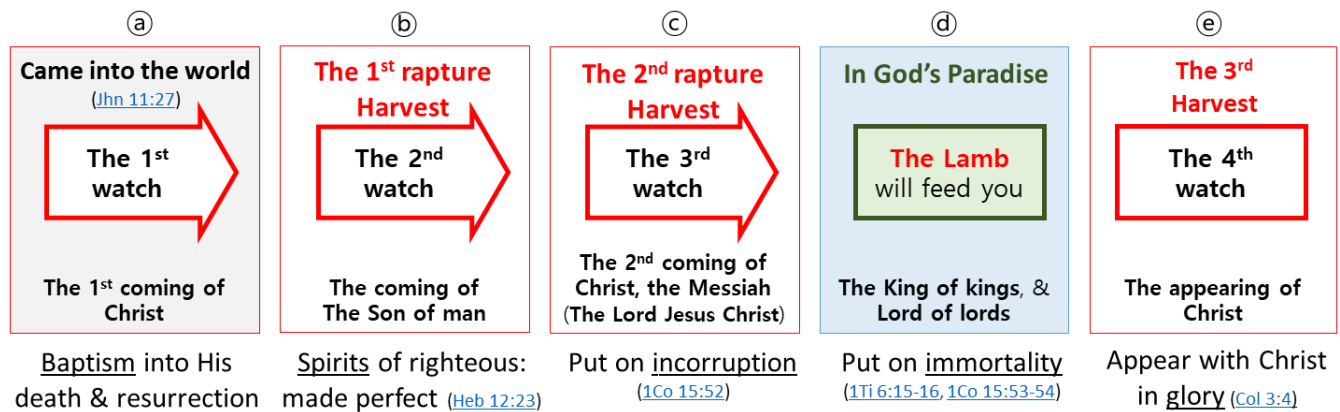 ⓐ
Came into the world
(Jhn 11:27)
The 1st
watch
The 1st coming of
Christ
Baptism into His
death & resurrection
ⓑ
The 1st rapture
Harvest
The 2nd
watch
The coming of
The Son of man
Spirits of righteous:
made perfect (Heb 12:23)
ⓒ
The 2nd rapture
Harvest
The 3rd
watch
The 2nd coming of
Christ, the Messiah
(The Lord Jesus Christ)
Put on incorruption
(1Co 15:52)
ⓓ
In God’s Paradise
The Lamb
will feed you
The King of kings, &
Lord of lords
Put on immortality
(1Ti 6:15-16, 1Co 15:53-54)
ⓔ
The 3rd
Harvest
The 4th
watch
The appearing of
Christ
Appear with Christ
in glory (Col 3:4)